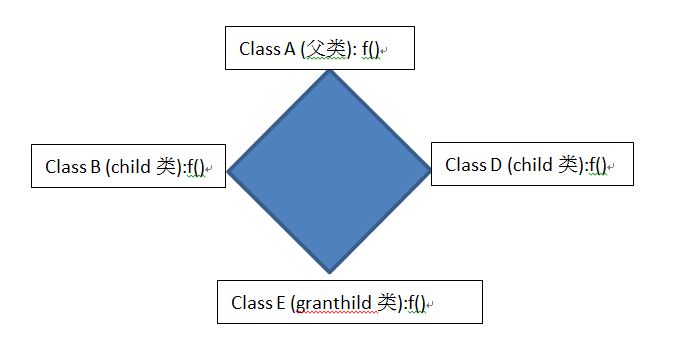 Class A (父类): f()↵
Class B (child 类):f()↵
Class D (child 类):f()↵
Class E (granthild 类):f()↵